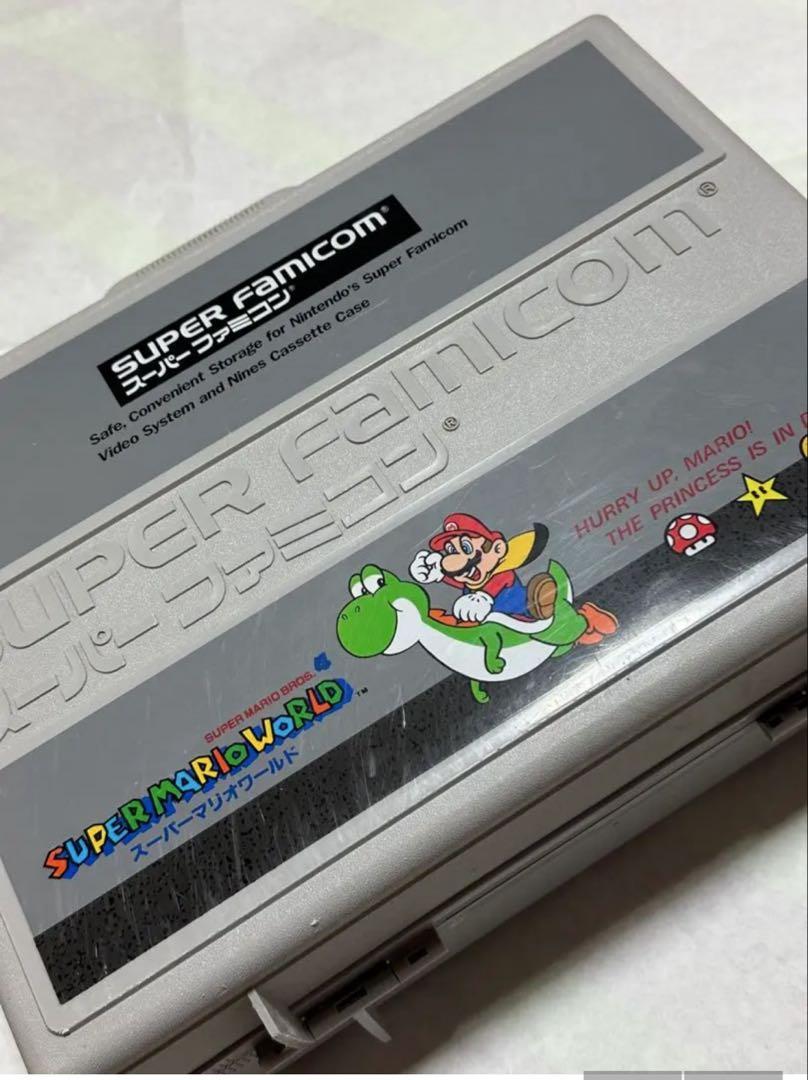 SUPER FAMICOM®
スーパーファミコン®
Safe, Convenient Storage for Nintendo's Super Famicom
Video System and Nines Cassette Case
SUPER FAMICOM®
スーパーファミコン®
HURRY UP, MARIO!
THE PRINCESS IS IN
SUPER MARIO BROS. 4
SUPER MARIO WORLD™
スーパーマリオワールド